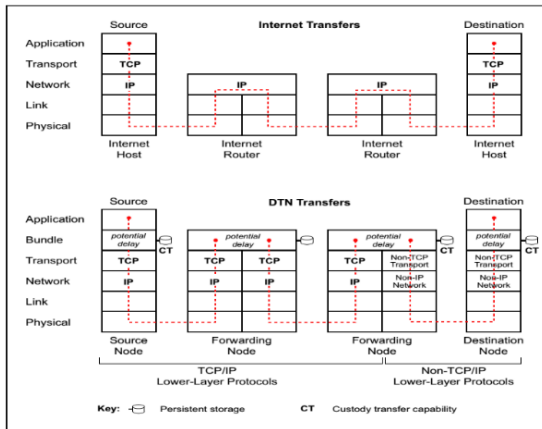 Source Internet Transfers Destination
Application
Transport TCP TCP
Network IP IP IP IP
Link
Physical
Internet Host Internet Router Internet Router Internet Host
Source DTN Transfers Destination
Application
Bundle potential delay CT potential delay potential delay CT potential delay CT
Transport TCP TCP TCP TCP Non-TCP Transport Non-TCP Transport
Network IP IP IP IP Non-IP Network Non-IP Network
Link
Physical
Source Node Forwarding Node Forwarding Node Destination Node
TCP/IP Non-TCP/IP
Lower-Layer Protocols Lower-Layer Protocols
Key: Persistent storage CT Custody transfer capability